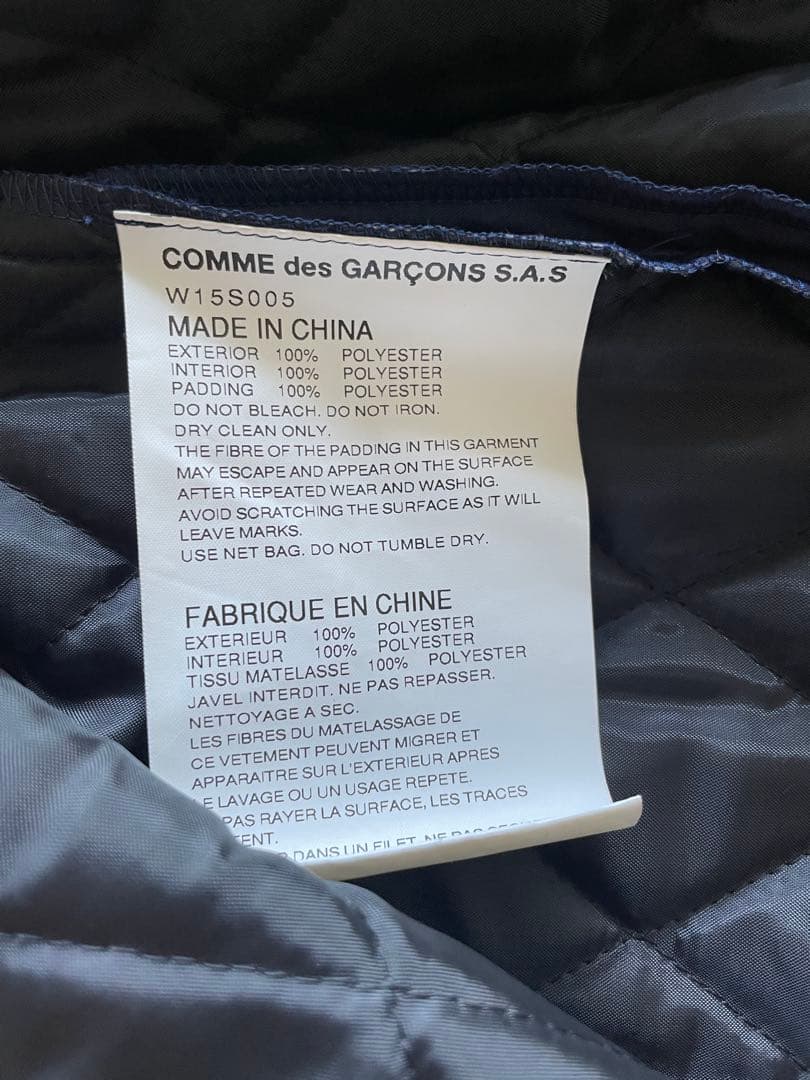 COMME des GARÇONS S.A.S
W15S005
MADE IN CHINA
EXTERIOR 100% POLYESTER
INTERIOR 100% POLYESTER
PADDING 100% POLYESTER
DO NOT BLEACH. DO NOT IRON.
DRY CLEAN ONLY.
THE FIBRE OF THE PADDING IN THIS GARMENT
MAY ESCAPE AND APPEAR ON THE SURFACE
AFTER REPEATED WEAR AND WASHING.
AVOID SCRATCHING THE SURFACE AS IT WILL
LEAVE MARKS.
USE NET BAG. DO NOT TUMBLE DRY.
FABRIQUE EN CHINE
EXTERIEUR 100% POLYESTER
INTERIEUR 100% POLYESTER
TISSU MATELASSE 100% POLYESTER
JAVEL INTERDIT. NE PAS REPASSER.
NETTOYAGE A SEC.
LES FIBRES DU MATELASSAGE DE
CE VETEMENT PEUVENT MIGRER ET
APPARAITRE SUR L'EXTERIEUR APRES
LAVAGE OU UN USAGE REPETE.
PAS RAYER LA SURFACE, LES TRACES
DANS UN FILET. NE PAS